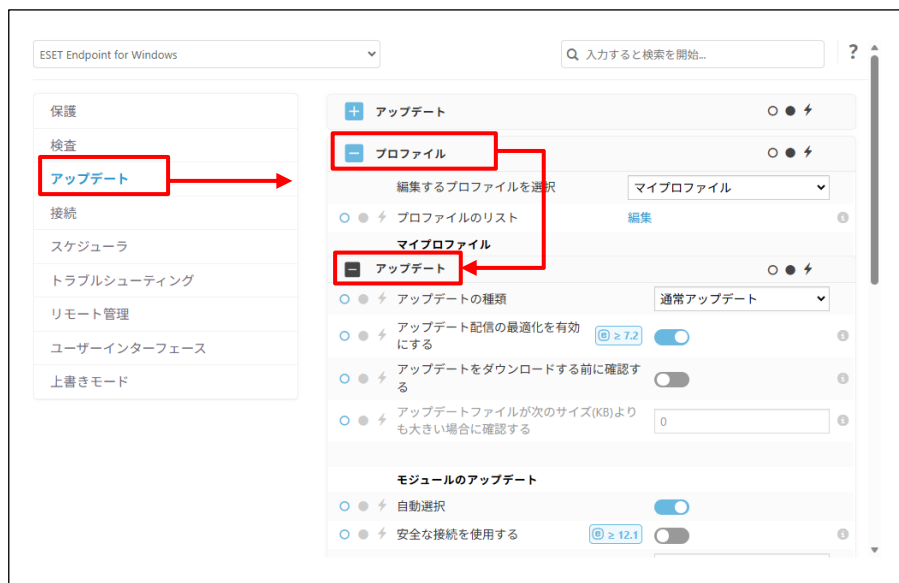 ESET Endpoint for Windows
入力すると検索を開始...
?
保護
検査
アップデート
接続
スケジューラ
トラブルシューティング
リモート管理
ユーザーインターフェース
上書きモード
アップデート
プロファイル
編集するプロファイルを選択
マイプロファイル
プロファイルのリスト
編集
マイプロファイル
アップデート
アップデートの種類
通常アップデート
アップデート配信の最適化を有効
にする
≥ 7.2
アップデートをダウンロードする前に確認す
る
アップデートファイルが次のサイズ(KB)より
も大きい場合に確認する
0
モジュールのアップデート
自動選択
安全な接続を使用する
≥ 12.1